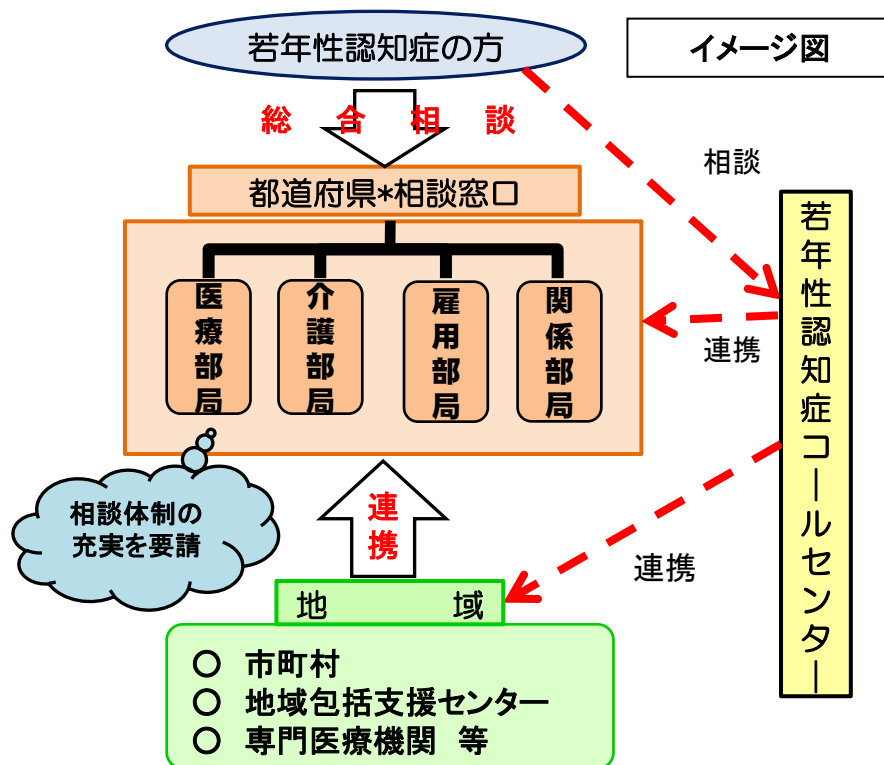 若年性認知症の方
イメージ図
総合相談
相談
都道府県*相談窓口
医療部局
介護部局
雇用部局
関係部局
連携
若年性認知症コールセンター
相談体制の
充実を要請
連携
連携
地域
○ 市町村
○ 地域包括支援センター
○ 専門医療機関 等